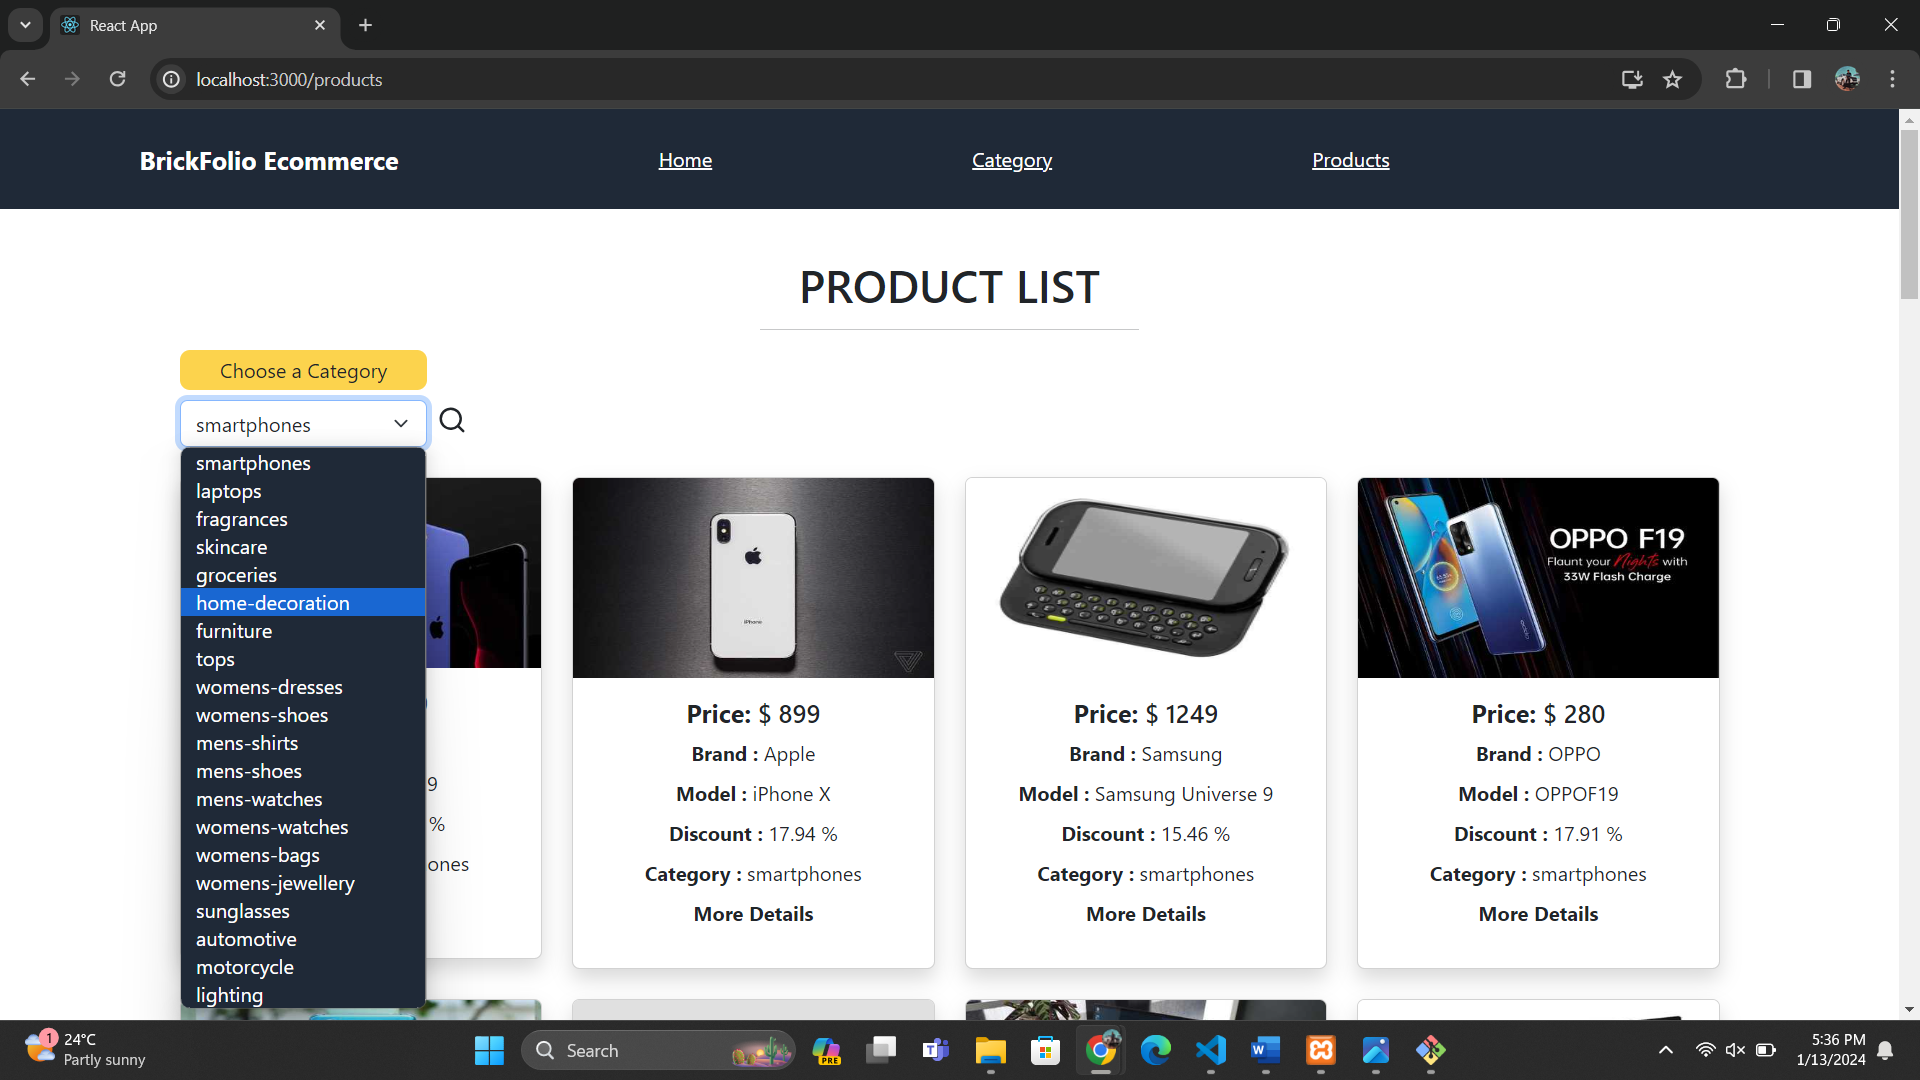 React App
localhost:3000/products
BrickFolio Ecommerce
Home
Category
Products
PRODUCT LIST
Choose a Category
smartphones
smartphones
laptops
fragrances
skincare
groceries
home-decoration
furniture
tops
womens-dresses
womens-shoes
mens-shirts
mens-shoes
mens-watches
womens-watches
womens-bags
womens-jewellery
sunglasses
automotive
motorcycle
lighting
9
%
ones
iPhone
Price: $ 899
Brand : Apple
Model : iPhone X
Discount : 17.94 %
Category : smartphones
More Details
Price: $ 1249
Brand : Samsung
Model : Samsung Universe 9
Discount : 15.46 %
Category : smartphones
More Details
OPPO F19
Flaunt your Nights with
33W Flash Charge
Price: $ 280
Brand : OPPO
Model : OPPOF19
Discount : 17.91 %
Category : smartphones
More Details
1
24°C
Partly sunny
Search
PRE
5:36 PM
1/13/2024